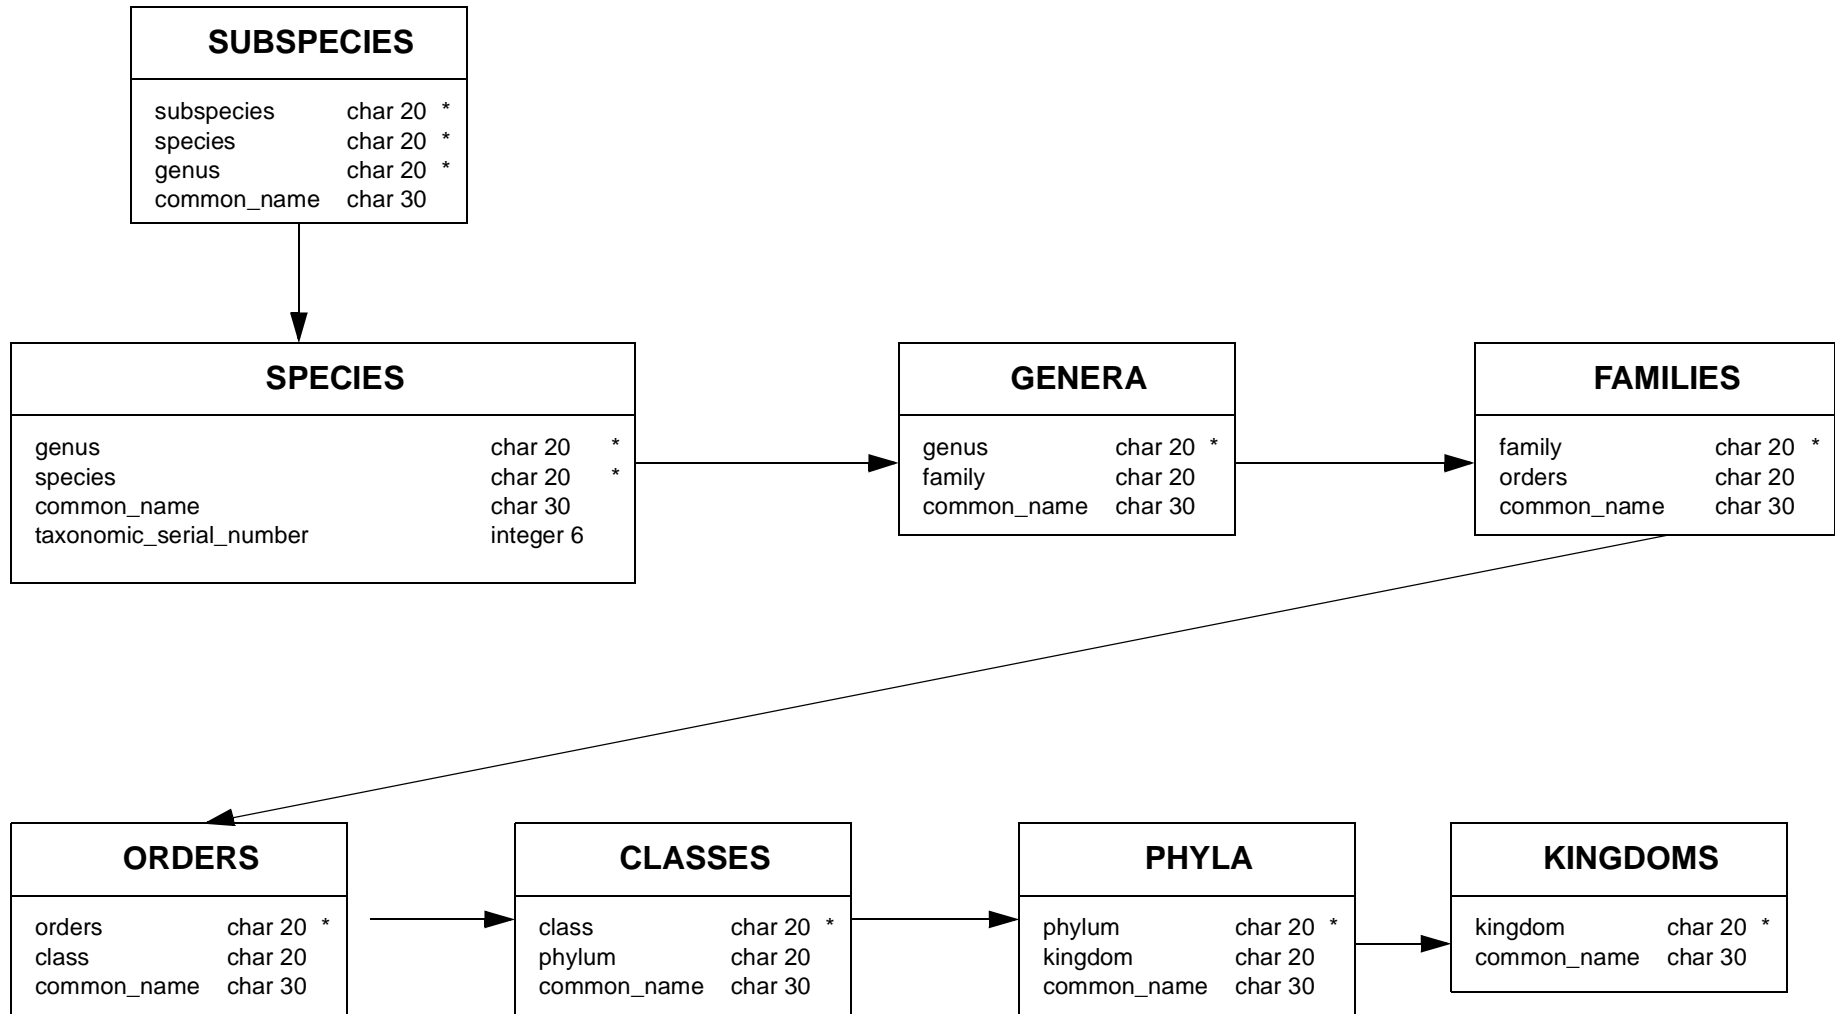 SUBSPECIES
subspecies char 20 *
species char 20 *
genus char 20 *
common_name char 30
SPECIES
genus char 20 *
species char 20 *
common_name char 30
taxonomic_serial_number integer 6
GENERA
genus char 20 *
family char 20
common_name char 30
FAMILIES
family char 20 *
orders char 20
common_name char 30
ORDERS
orders char 20 *
class char 20
common_name char 30
CLASSES
class char 20 *
phylum char 20
common_name char 30
PHYLA
phylum char 20 *
kingdom char 20
common_name char 30
KINGDOMS
kingdom char 20 *
common_name char 30